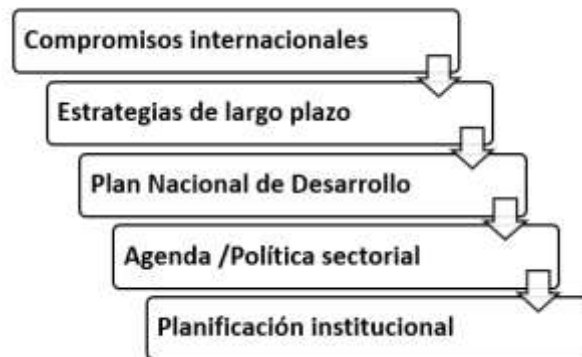 Compromisos internacionales
Estrategias de largo plazo
Plan Nacional de Desarrollo
Agenda /Política sectorial
Planificación institucional